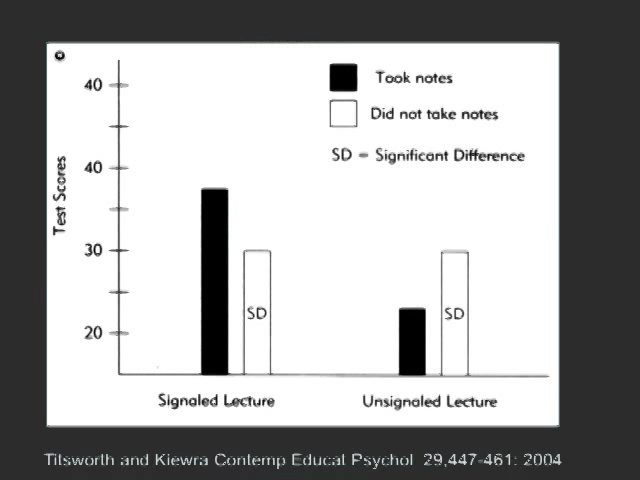 40
40
30
20
Test Scores
Took notes
Did not take notes
SD = Significant Difference
SD
SD
Signaled Lecture
Unsignaled Lecture
Titsworth and Kiewra Contemp Educat Psychol 29,447-461: 2004